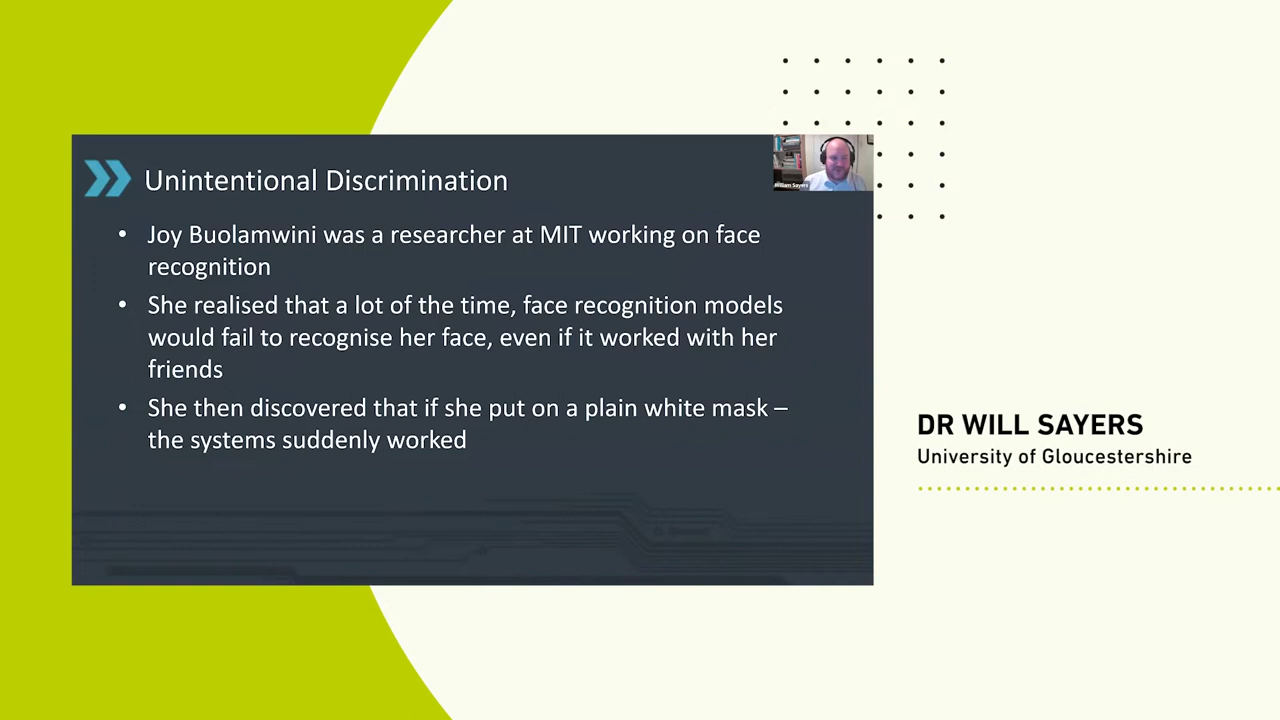 Unintentional Discrimination
• Joy Buolamwini was a researcher at MIT working on face
recognition
• She realised that a lot of the time, face recognition models
would fail to recognise her face, even if it worked with her
friends
• She then discovered that if she put on a plain white mask –
the systems suddenly worked
William Sayers
DR WILL SAYERS
University of Gloucestershire